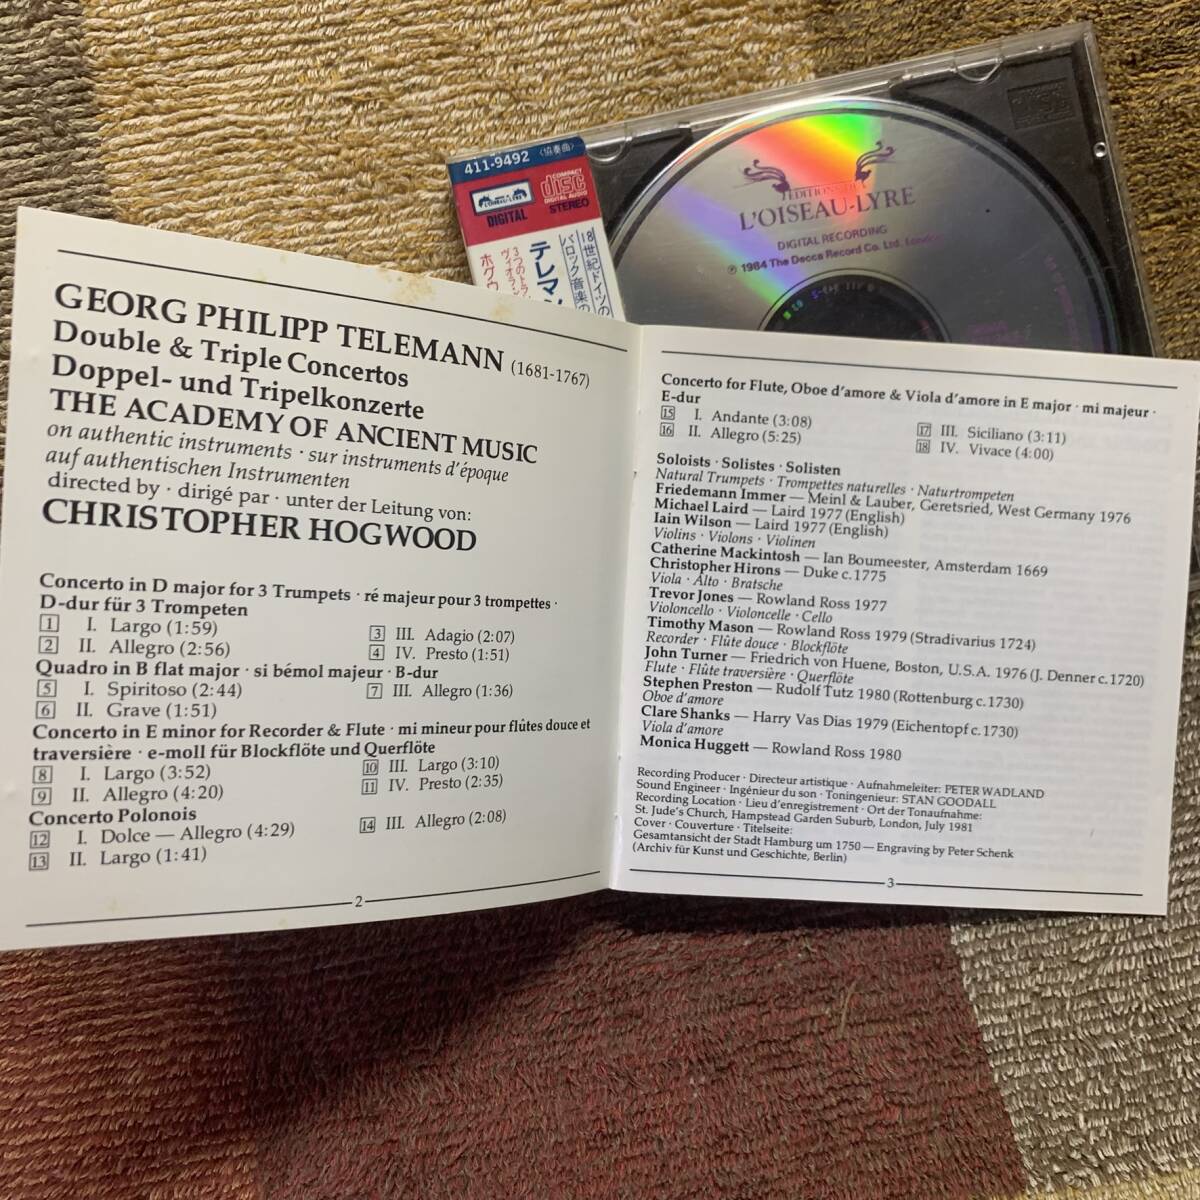 411-9492 〈協奏曲〉
DIGITAL
COMPACT
disc
DIGITAL AUDIO
STEREO
18世紀ドイツの
バロック音楽の
テレマン
3つのトラン
ヴィオラ・
ホグウ
EDITIONS DE
L'OISEAU-LYRE
DIGITAL RECORDING
℗ 1984 The Decca Record Co. Ltd. London
GEORG PHILIPP TELEMANN (1681-1767)
Double & Triple Concertos
Doppel- und Tripelkonzerte
THE ACADEMY OF ANCIENT MUSIC
on authentic instruments · sur instruments d'époque
auf authentischen Instrumenten
directed by · dirigé par · unter der Leitung von:
CHRISTOPHER HOGWOOD
Concerto in D major for 3 Trumpets · ré majeur pour 3 trompettes ·
D-dur für 3 Trompeten
1 I. Largo (1:59)
2 II. Allegro (2:56)
3 III. Adagio (2:07)
4 IV. Presto (1:51)
Quadro in B flat major · si bémol majeur · B-dur
5 I. Spiritoso (2:44)
6 II. Grave (1:51)
7 III. Allegro (1:36)
Concerto in E minor for Recorder & Flute · mi mineur pour flûtes douce et
traversière · e-moll für Blockflöte und Querflöte
8 I. Largo (3:52)
9 II. Allegro (4:20)
10 III. Largo (3:10)
11 IV. Presto (2:35)
Concerto Polonois
12 I. Dolce — Allegro (4:29)
13 II. Largo (1:41)
14 III. Allegro (2:08)
2
Concerto for Flute, Oboe d'amore & Viola d'amore in E major · mi majeur ·
E-dur
15 I. Andante (3:08)
16 II. Allegro (5:25)
17 III. Siciliano (3:11)
18 IV. Vivace (4:00)
Soloists · Solistes · Solisten
Natural Trumpets · Trompettes naturelles · Naturtrompeten
Friedemann Immer — Meinl & Lauber, Geretsried, West Germany 1976
Michael Laird — Laird 1977 (English)
Iain Wilson — Laird 1977 (English)
Violins · Violons · Violinen
Catherine Mackintosh — Ian Boumeester, Amsterdam 1669
Christopher Hirons — Duke c.1775
Viola · Alto · Bratsche
Trevor Jones — Rowland Ross 1977
Violoncello · Violoncelle · Cello
Timothy Mason — Rowland Ross 1979 (Stradivarius 1724)
Recorder · Flûte douce · Blockflöte
John Turner — Friedrich von Huene, Boston, U.S.A. 1976 (J. Denner c.1720)
Flute · Flûte traversière · Querflöte
Stephen Preston — Rudolf Tutz 1980 (Rottenburg c.1730)
Oboe d'amore
Clare Shanks — Harry Vas Dias 1979 (Eichentopf c.1730)
Viola d'amore
Monica Huggett — Rowland Ross 1980
Recording Producer · Directeur artistique · Aufnahmeleiter: PETER WADLAND
Sound Engineer · Ingénieur du son · Toningenieur: STAN GOODALL
Recording Location · Lieu d'enregistrement · Ort der Tonaufnahme:
St. Jude's Church, Hampstead Garden Suburb, London, July 1981
Cover · Couverture · Titelseite:
Gesamtansicht der Stadt Hamburg um 1750 — Engraving by Peter Schenk
(Archiv für Kunst und Geschichte, Berlin)
3